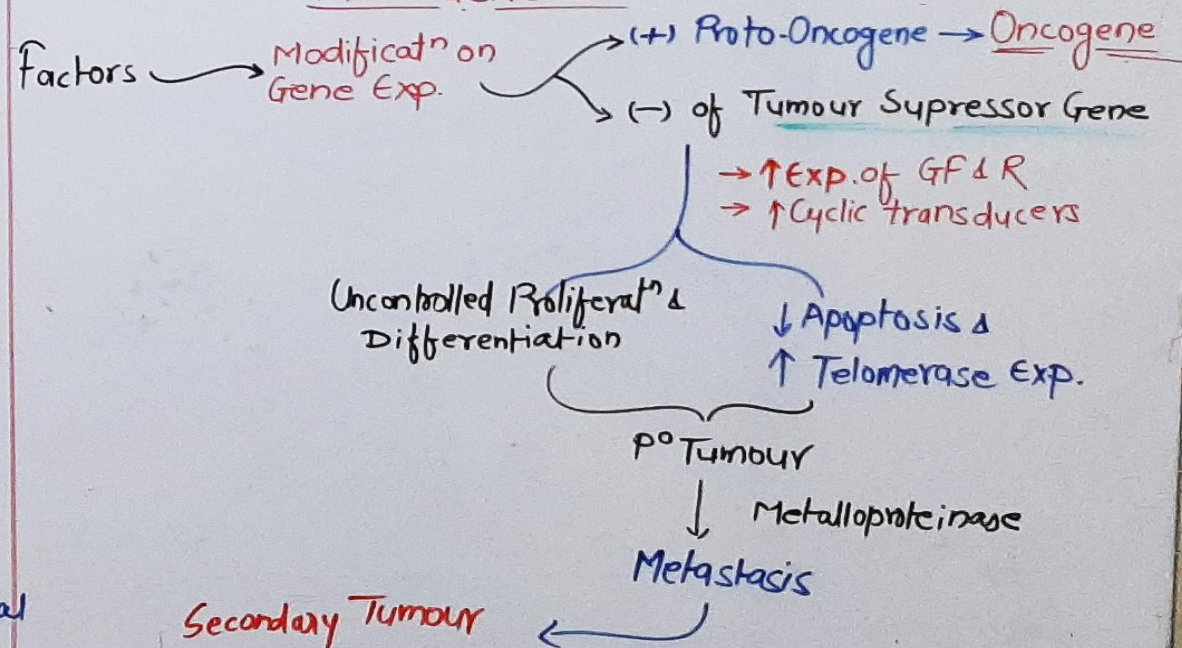 (+) Proto-Oncogene → Oncogene
Factors → Modificatⁿ on
Gene Exp.
(-) of Tumour Supressor Gene
→ ↑ Exp. of GF & R
→ ↑ Cyclic transducers
Uncontrolled Proliferatⁿ &
Differentiation
↓ Apoptosis &
↑ Telomerase Exp.
P° Tumour
↓ Metalloproteinase
Metastasis
Secondary Tumour